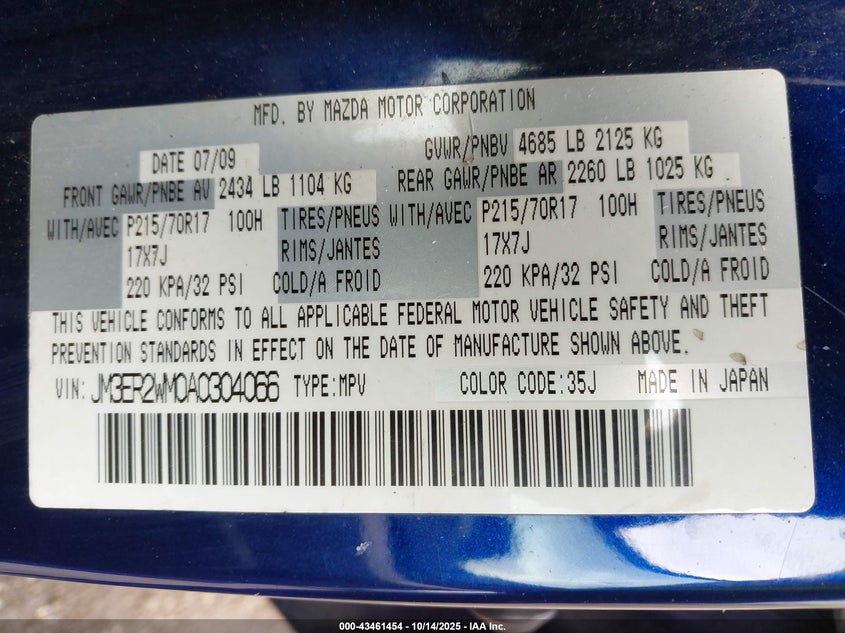 MFD. BY MAZDA MOTOR CORPORATION
DATE 07/09 GVWR/PNBV 4685 LB 2125 KG
FRONT GAWR/PNBE AV 2434 LB 1104 KG REAR GAWR/PNBE AR 2260 LB 1025 KG
WITH/AVEC P215/70R17 100H TIRES/PNEUS WITH/AVEC P215/70R17 100H TIRES/PNEUS
17X7J RIMS/JANTES 17X7J RIMS/JANTES
220 KPA/32 PSI COLD/A FROID 220 KPA/32 PSI COLD/A FROID
THIS VEHICLE CONFORMS TO ALL APPLICABLE FEDERAL MOTOR VEHICLE SAFETY AND THEFT
PREVENTION STANDARDS IN EFFECT ON THE DATE OF MANUFACTURE SHOWN ABOVE.
VIN: JM3ER2WM0A0304066 TYPE:MPV COLOR CODE:35J MADE IN JAPAN
000-43461454 - 10/14/2025 - IAA Inc.